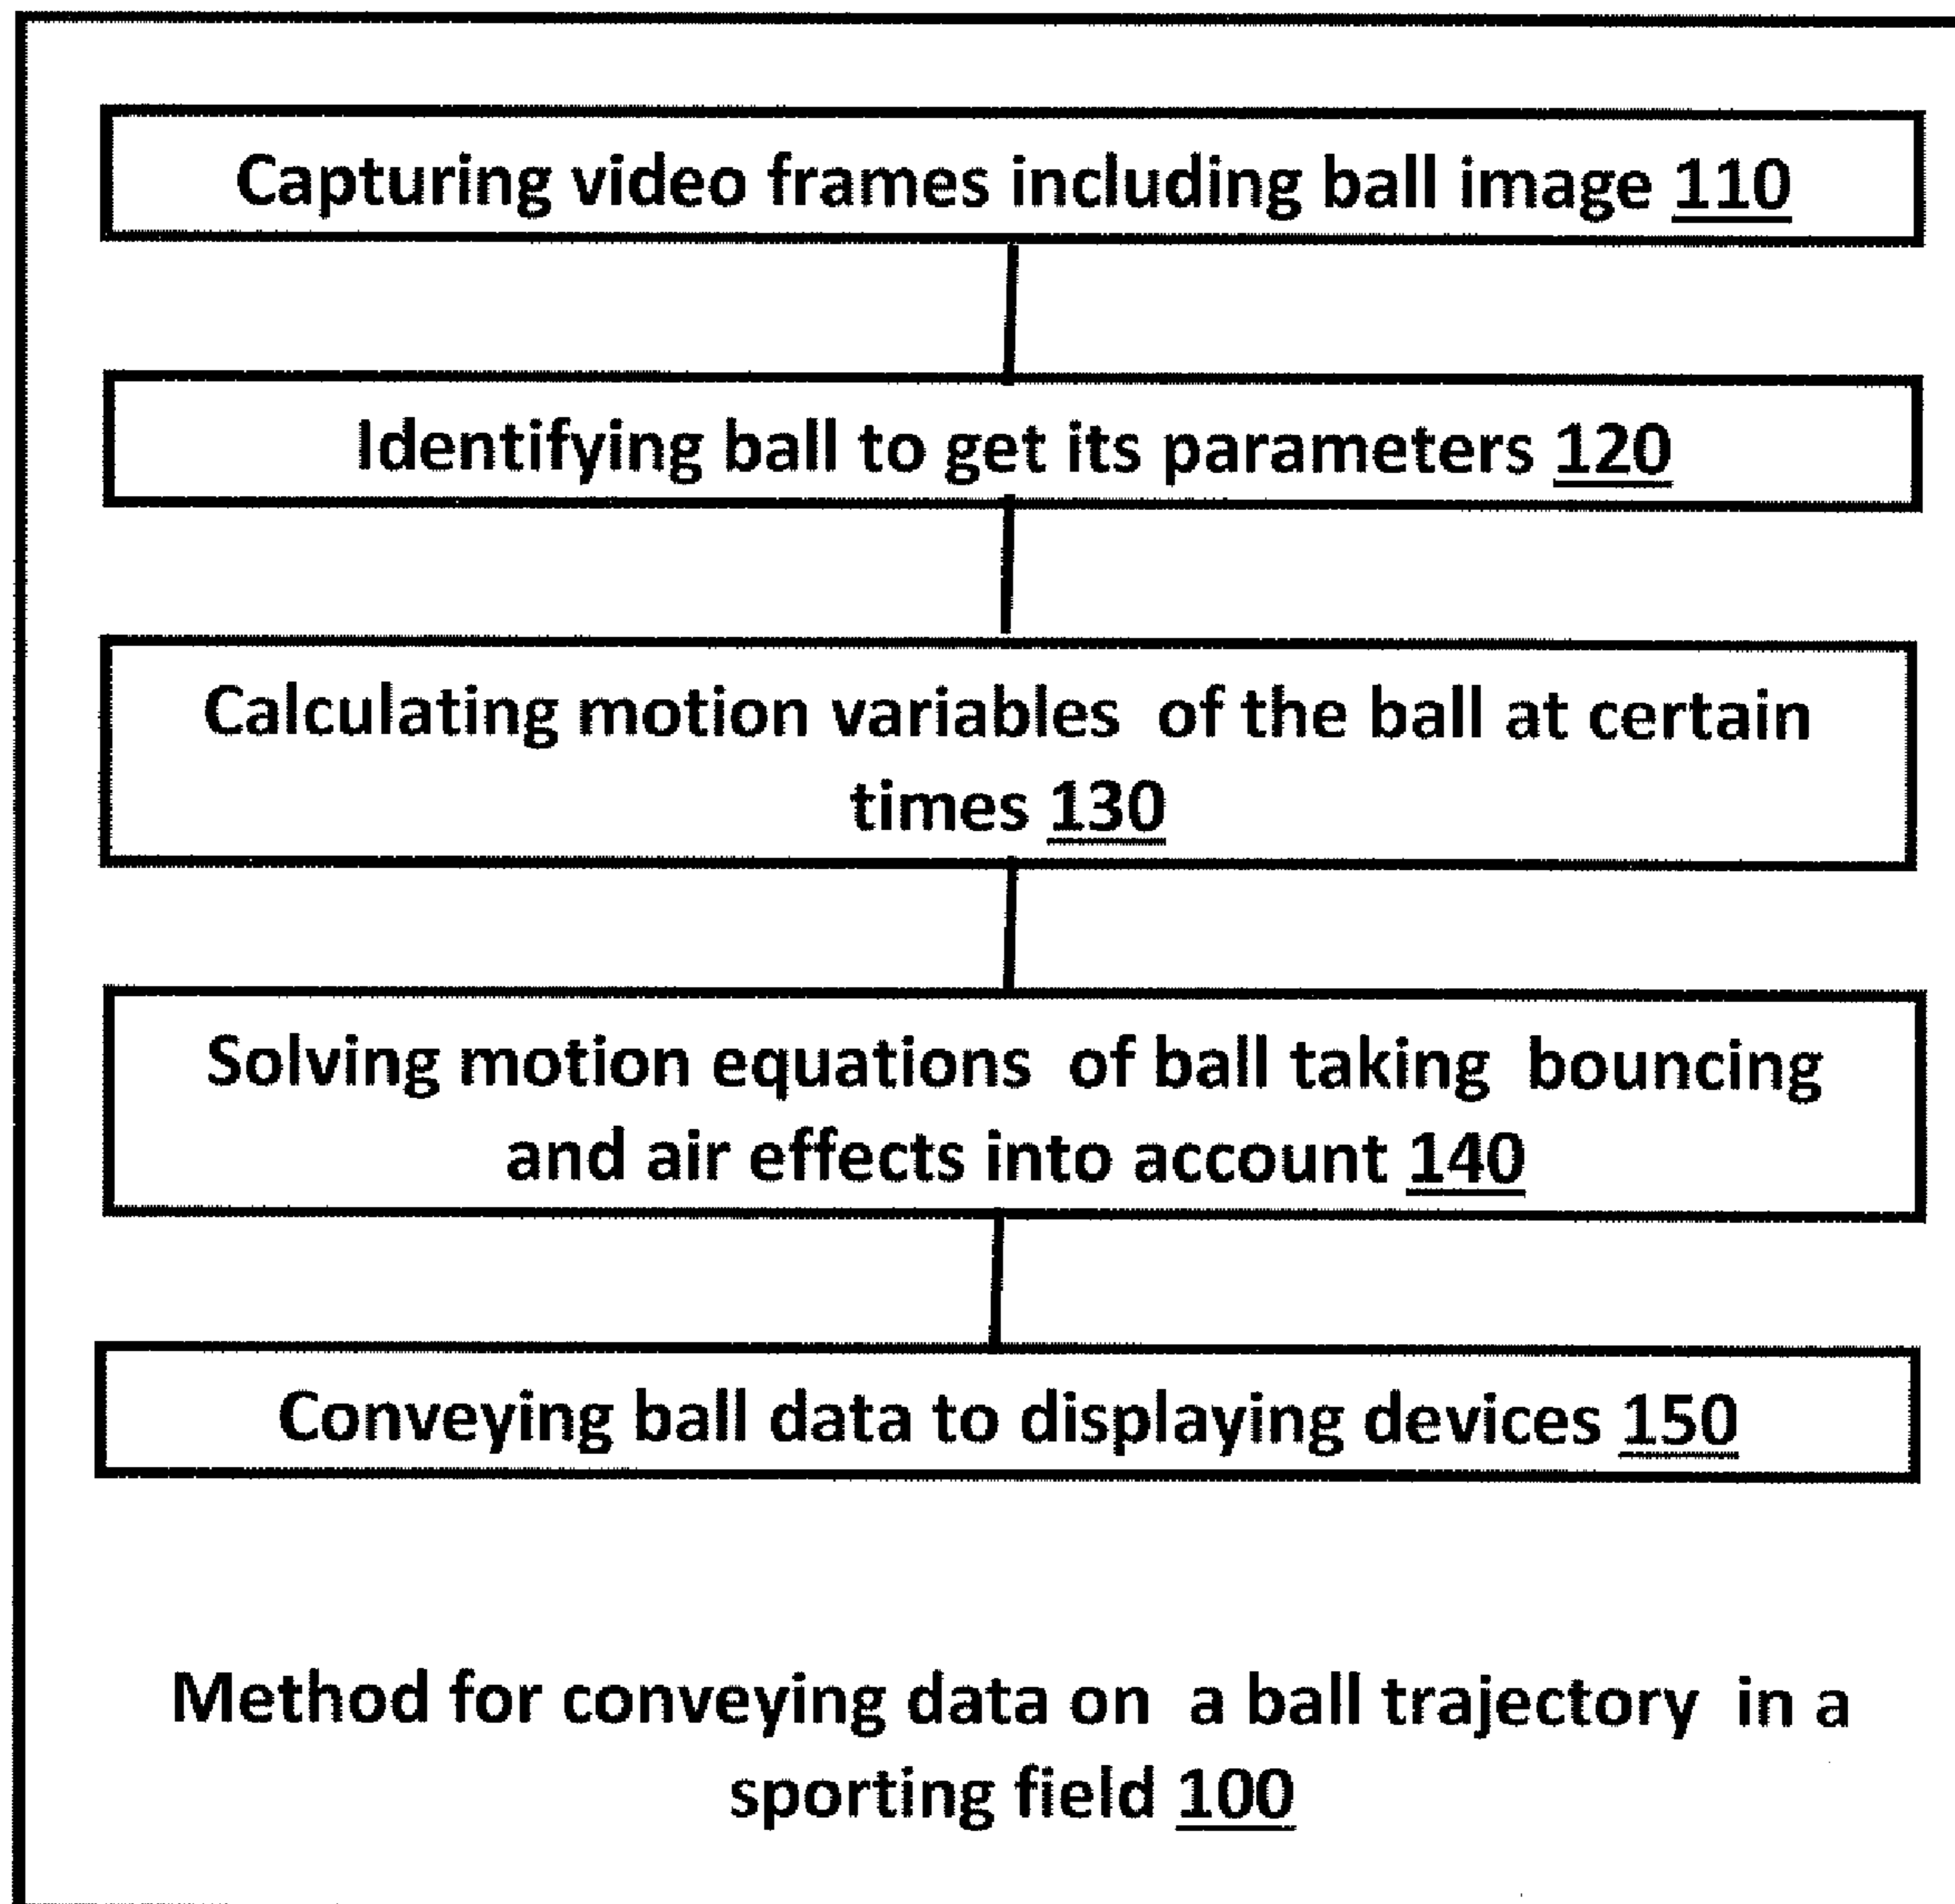 Capturing video frames including ball image 110
Identifying ball to get its parameters 120
Calculating motion variables of the ball at certain
times 130
Solving motion equations of ball taking bouncing
and air effects into account 140
Conveying ball data to displaying devices 150
Method for conveying data on a ball trajectory in a
sporting field 100